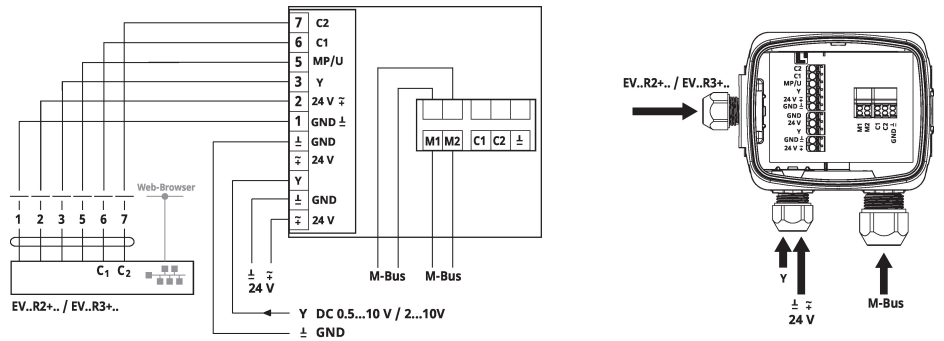 7 C2
6 C1
5 MP/U
3 Y
2 24 V ⩱
1 GND ⊥
⊥ GND
⩱ 24 V
Y
⊥ GND
⩱ 24 V
M1 M2 C1 C2 ⊥
Web-Browser
1 2 3 5 6 7
C1 C2
EV..R2+.. / EV..R3+..
⊥ ⩱
24 V
M-Bus M-Bus
Y DC 0.5...10 V / 2...10V
⊥ GND
EV..R2+.. / EV..R3+..
C2
C1
MP/U
Y
24 V ⩱
GND ⊥
GND
24 V
Y
GND ⊥
24 V ⩱
M1 M2 C1 C2 GND ⊥
Y
⊥ ⩱
24 V
M-Bus